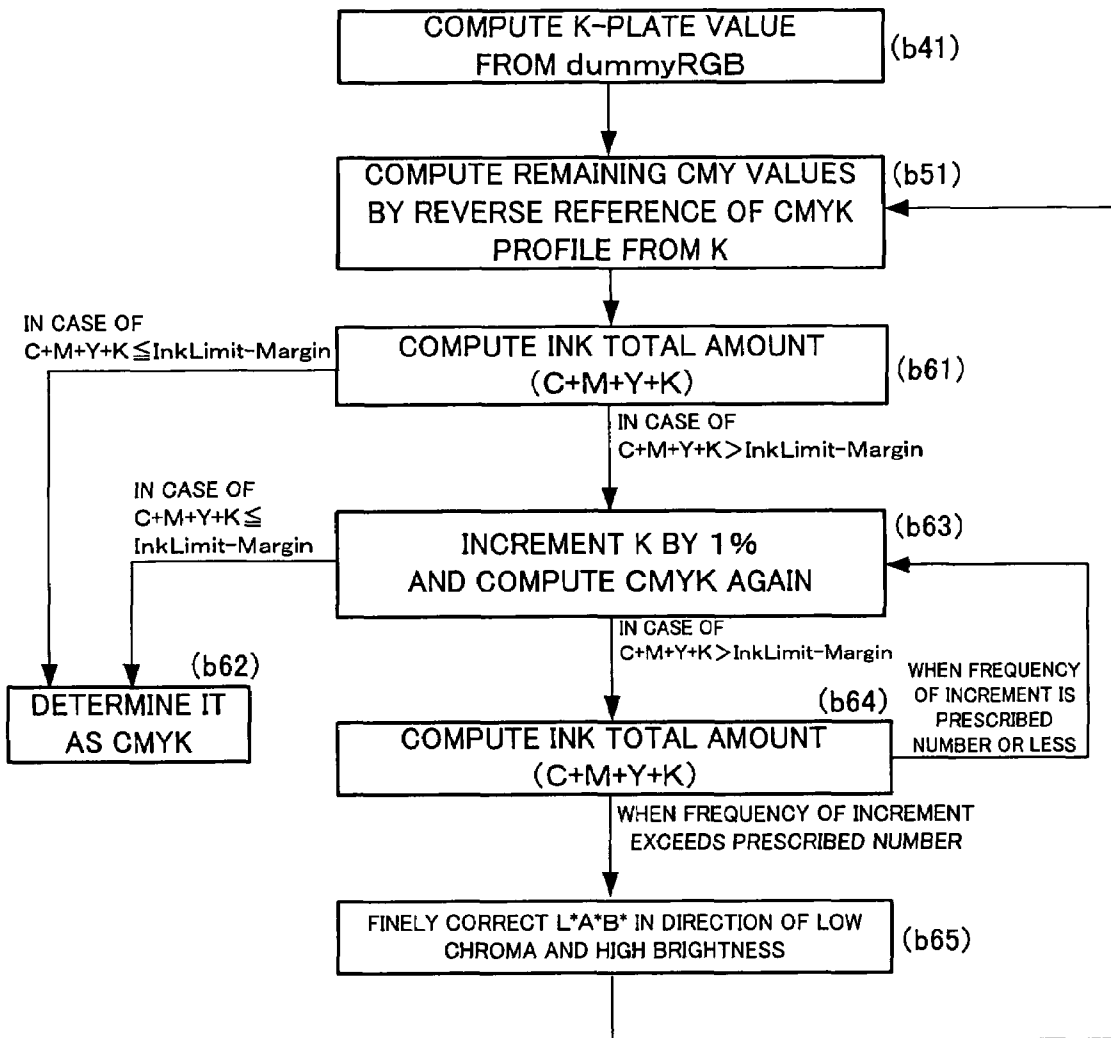 COMPUTE K-PLATE VALUE
FROM dummyRGB
(b41)
COMPUTE REMAINING CMY VALUES
BY REVERSE REFERENCE OF CMYK
PROFILE FROM K
(b51)
IN CASE OF
C+M+Y+K≦InkLimit-Margin
COMPUTE INK TOTAL AMOUNT
(C+M+Y+K)
(b61)
IN CASE OF
C+M+Y+K>InkLimit-Margin
IN CASE OF
C+M+Y+K≦
InkLimit-Margin
INCREMENT K BY 1%
AND COMPUTE CMYK AGAIN
(b63)
IN CASE OF
C+M+Y+K>InkLimit-Margin
WHEN FREQUENCY
OF INCREMENT IS
PRESCRIBED
NUMBER OR LESS
(b62)
DETERMINE IT
AS CMYK
(b64)
COMPUTE INK TOTAL AMOUNT
(C+M+Y+K)
WHEN FREQUENCY OF INCREMENT
EXCEEDS PRESCRIBED NUMBER
FINELY CORRECT L*A*B* IN DIRECTION OF LOW
CHROMA AND HIGH BRIGHTNESS
(b65)